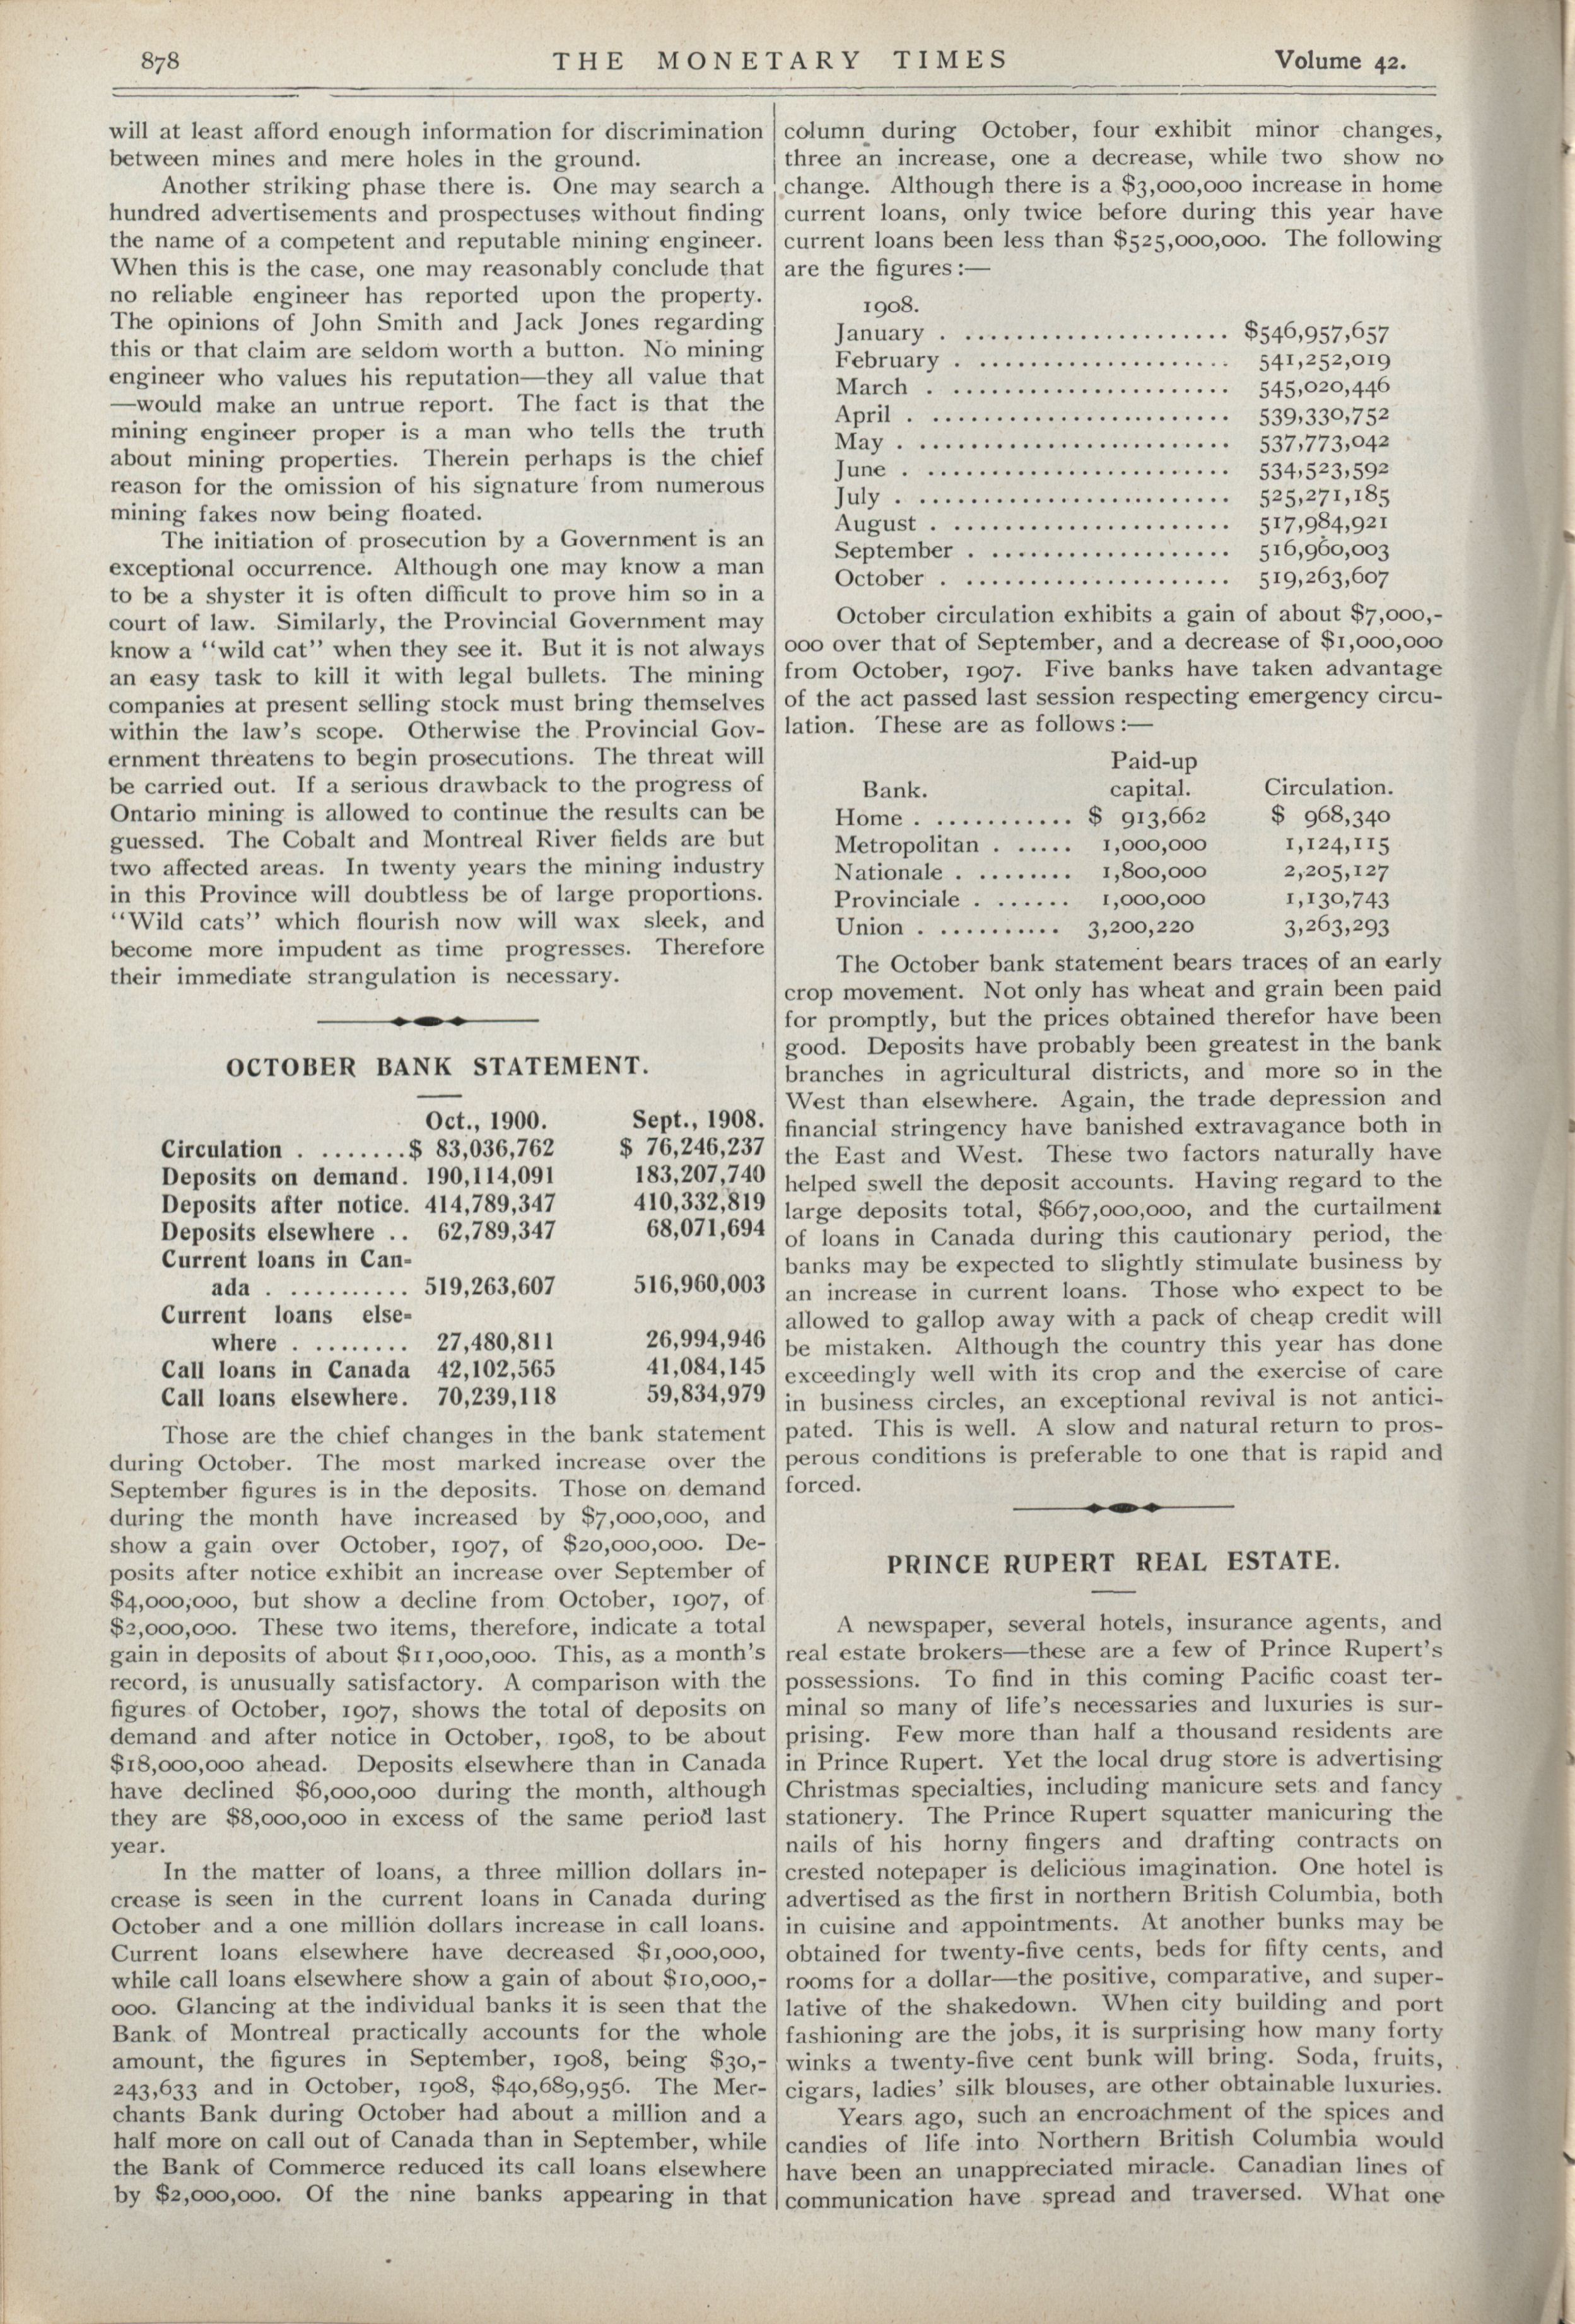 878 THE MONETARY TIMES Volume 42.
will at least afford enough information for discrimination
between mines and mere holes in the ground.
Another striking phase there is. One may search a
hundred advertisements and prospectuses without finding
the name of a competent and reputable mining engineer.
When this is the case, one may reasonably conclude that
no reliable engineer has reported upon the property.
The opinions of John Smith and Jack Jones regarding
this or that claim are seldom worth a button. No mining
engineer who values his reputation—they all value that
—would make an untrue report. The fact is that the
mining engineer proper is a man who tells the truth
about mining properties. Therein perhaps is the chief
reason for the omission of his signature from numerous
mining fakes now being floated.
The initiation of prosecution by a Government is an
exceptional occurrence. Although one may know a man
to be a shyster it is often difficult to prove him so in a
court of law. Similarly, the Provincial Government may
know a "wild cat" when they see it. But it is not always
an easy task to kill it with legal bullets. The mining
companies at present selling stock must bring themselves
within the law's scope. Otherwise the Provincial Gov-
ernment threatens to begin prosecutions. The threat will
be carried out. If a serious drawback to the progress of
Ontario mining is allowed to continue the results can be
guessed. The Cobalt and Montreal River fields are but
two affected areas. In twenty years the mining industry
in this Province will doubtless be of large proportions.
"Wild cats" which flourish now will wax sleek, and
become more impudent as time progresses. Therefore
their immediate strangulation is necessary.
OCTOBER BANK STATEMENT.
Oct., 1900. Sept., 1908.
Circulation . ........$ 83,036,762 $ 76,246,237
Deposits on demand. 190,114,091 183,207,740
Deposits after notice. 414,789,347 410,332,819
Deposits elsewhere .. 62,789,347 68,071,694
Current loans in Can-
ada . .......... 519,263,607 516,960,003
Current loans else-
where . ........ 27,480,811 26,994,946
Call loans in Canada 42,102,565 41,084,145
Call loans elsewhere. 70,239,118 59,834,979
Those are the chief changes in the bank statement
during October. The most marked increase over the
September figures is in the deposits. Those on demand
during the month have increased by $7,000,000, and
show a gain over October, 1907, of $20,000,000. De-
posits after notice exhibit an increase over September of
$4,000,000, but show a decline from October, 1907, of
$2,000,000. These two items, therefore, indicate a total
gain in deposits of about $11,000,000. This, as a month's
record, is unusually satisfactory. A comparison with the
figures of October, 1907, shows the total of deposits on
demand and after notice in October, 1908, to be about
$18,000,000 ahead. Deposits elsewhere than in Canada
have declined $6,000,000 during the month, although
they are $8,000,000 in excess of the same period last
year.
In the matter of loans, a three million dollars in-
crease is seen in the current loans in Canada during
October and a one million dollars increase in call loans.
Current loans elsewhere have decreased $1,000,000,
while call loans elsewhere show a gain of about $10,000,-
000. Glancing at the individual banks it is seen that the
Bank of Montreal practically accounts for the whole
amount, the figures in September, 1908, being $30,-
243,633 and in October, 1908, $40,689,956. The Mer-
chants Bank during October had about a million and a
half more on call out of Canada than in September, while
the Bank of Commerce reduced its call loans elsewhere
by $2,000,000. Of the nine banks appearing in that
column during October, four exhibit minor changes,
three an increase, one a decrease, while two show no
change. Although there is a $3,000,000 increase in home
current loans, only twice before during this year have
current loans been less than $525,000,000. The following
are the figures:—
1908.
January . ..................... $546,957,657
February . .................... 541,252,019
March . ...................... 545,020,446
April . ........................ 539,330,752
May . ......................... 537,773,042
June . ........................ 534,523,592
July . ......................... 525,271,185
August . ...................... 517,984,921
September . ................... 516,960,003
October . ..................... 519,263,607
October circulation exhibits a gain of about $7,000,-
000 over that of September, and a decrease of $1,000,000
from October, 1907. Five banks have taken advantage
of the act passed last session respecting emergency circu-
lation. These are as follows:—
Paid-up
Bank. capital. Circulation.
Home . ........... $ 913,662 $ 968,340
Metropolitan . ..... 1,000,000 1,124,115
Nationale . ........ 1,800,000 2,205,127
Provinciale . ...... 1,000,000 1,130,743
Union . .......... 3,200,220 3,263,293
The October bank statement bears traces of an early
crop movement. Not only has wheat and grain been paid
for promptly, but the prices obtained therefor have been
good. Deposits have probably been greatest in the bank
branches in agricultural districts, and more so in the
West than elsewhere. Again, the trade depression and
financial stringency have banished extravagance both in
the East and West. These two factors naturally have
helped swell the deposit accounts. Having regard to the
large deposits total, $667,000,000, and the curtailment
of loans in Canada during this cautionary period, the
banks may be expected to slightly stimulate business by
an increase in current loans. Those who expect to be
allowed to gallop away with a pack of cheap credit will
be mistaken. Although the country this year has done
exceedingly well with its crop and the exercise of care
in business circles, an exceptional revival is not antici-
pated. This is well. A slow and natural return to pros-
perous conditions is preferable to one that is rapid and
forced.
PRINCE RUPERT REAL ESTATE.
A newspaper, several hotels, insurance agents, and
real estate brokers—these are a few of Prince Rupert's
possessions. To find in this coming Pacific coast ter-
minal so many of life's necessaries and luxuries is sur-
prising. Few more than half a thousand residents are
in Prince Rupert. Yet the local drug store is advertising
Christmas specialties, including manicure sets and fancy
stationery. The Prince Rupert squatter manicuring the
nails of his horny fingers and drafting contracts on
crested notepaper is delicious imagination. One hotel is
advertised as the first in northern British Columbia, both
in cuisine and appointments. At another bunks may be
obtained for twenty-five cents, beds for fifty cents, and
rooms for a dollar—the positive, comparative, and super-
lative of the shakedown. When city building and port
fashioning are the jobs, it is surprising how many forty
winks a twenty-five cent bunk will bring. Soda, fruits,
cigars, ladies' silk blouses, are other obtainable luxuries.
Years ago, such an encroachment of the spices and
candies of life into Northern British Columbia would
have been an unappreciated miracle. Canadian lines of
communication have spread and traversed. What one